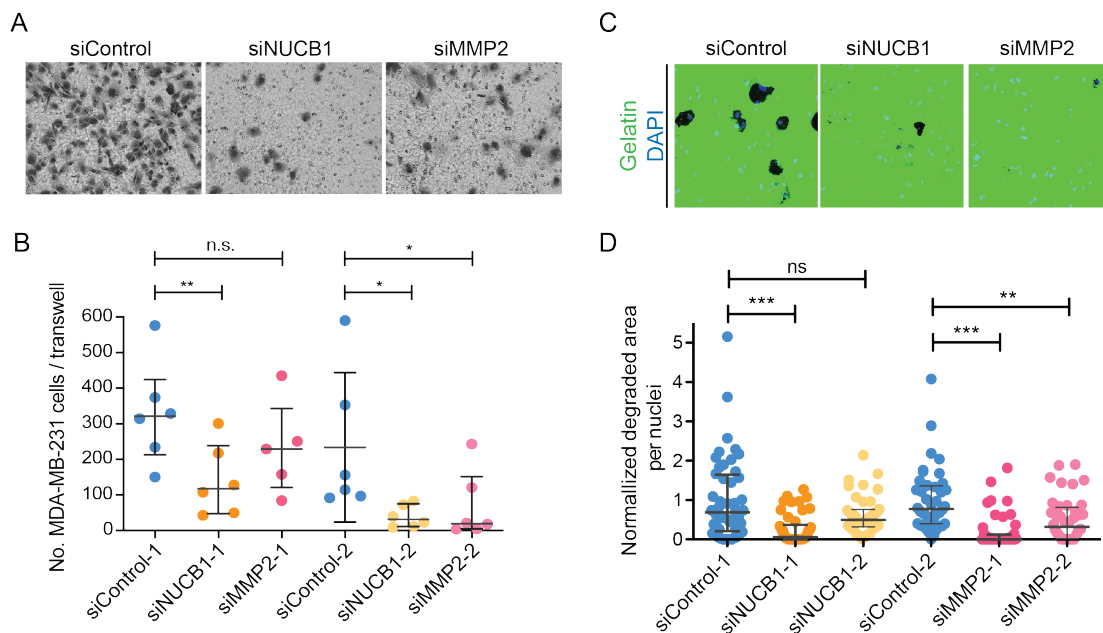 A
siControl siNUCB1 siMMP2
B
No. MDA-MB-231 cells / transwell
n.s.
*
**
*
600
500
400
300
200
100
0
siControl-1
siNUCB1-1
siMMP2-1
siControl-2
siNUCB1-2
siMMP2-2
C
siControl siNUCB1 siMMP2
Gelatin
DAPI
D
Normallized degraded area
per nuclei
ns
***
**
***
5
4
3
2
1
0
siControl-1
siNUCB1-1
siNUCB1-2
siControl-2
siMMP2-1
siMMP2-2